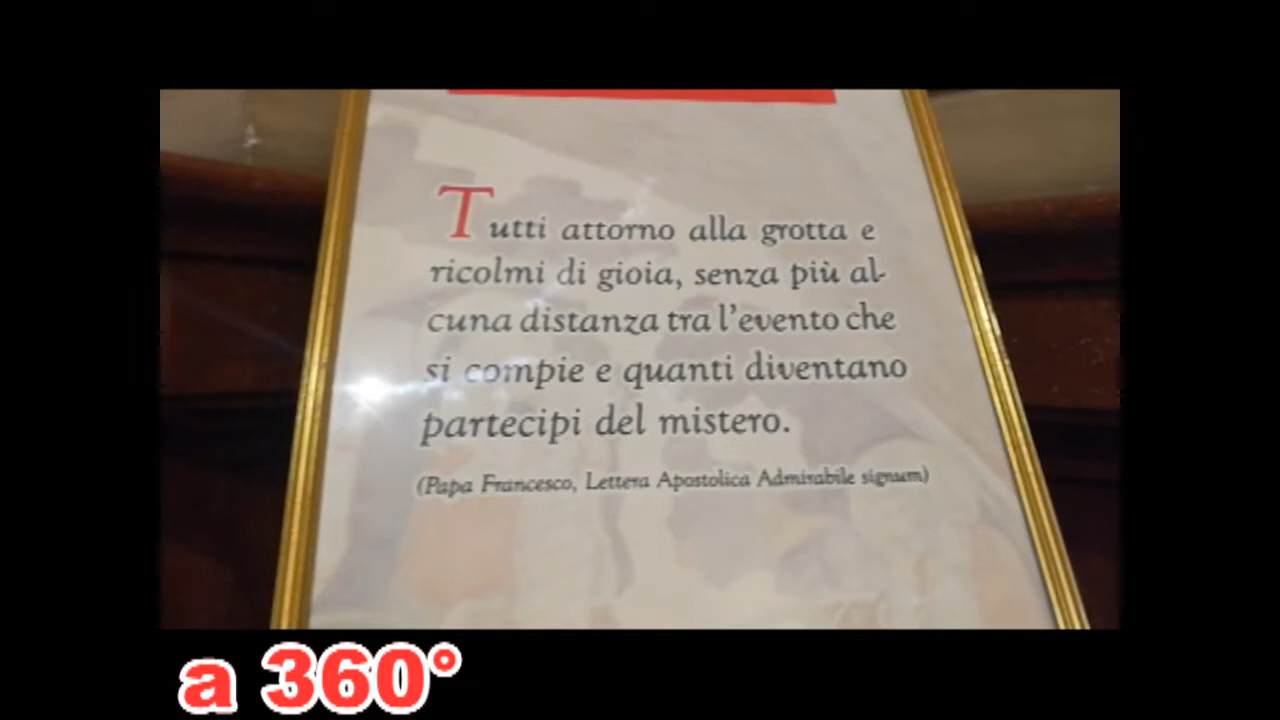 Tutti attorno alla grotta e
ricolmi di gioia, senza più al-
cuna distanza tra l'evento che
si compie e quanti diventano
partecipi del mistero.
(Papa Francesco, Lettera Apostolica Admirabile signum)
a 360°